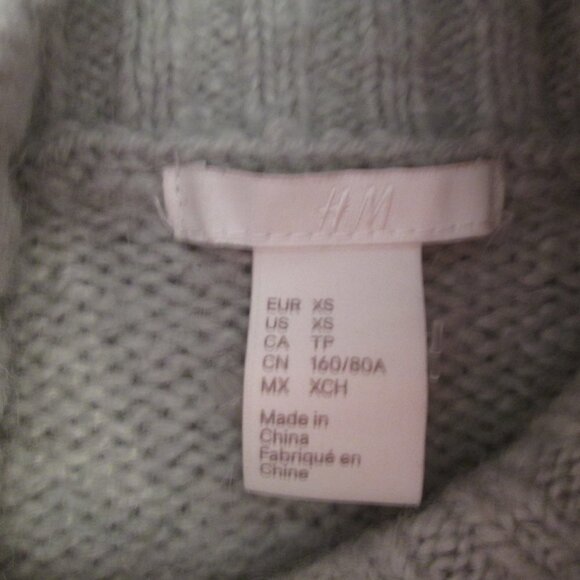 H M
EUR XS
US XS
CA TP
CN 160/80A
MX XCH
Made in
China
Fabriqué en
Chine